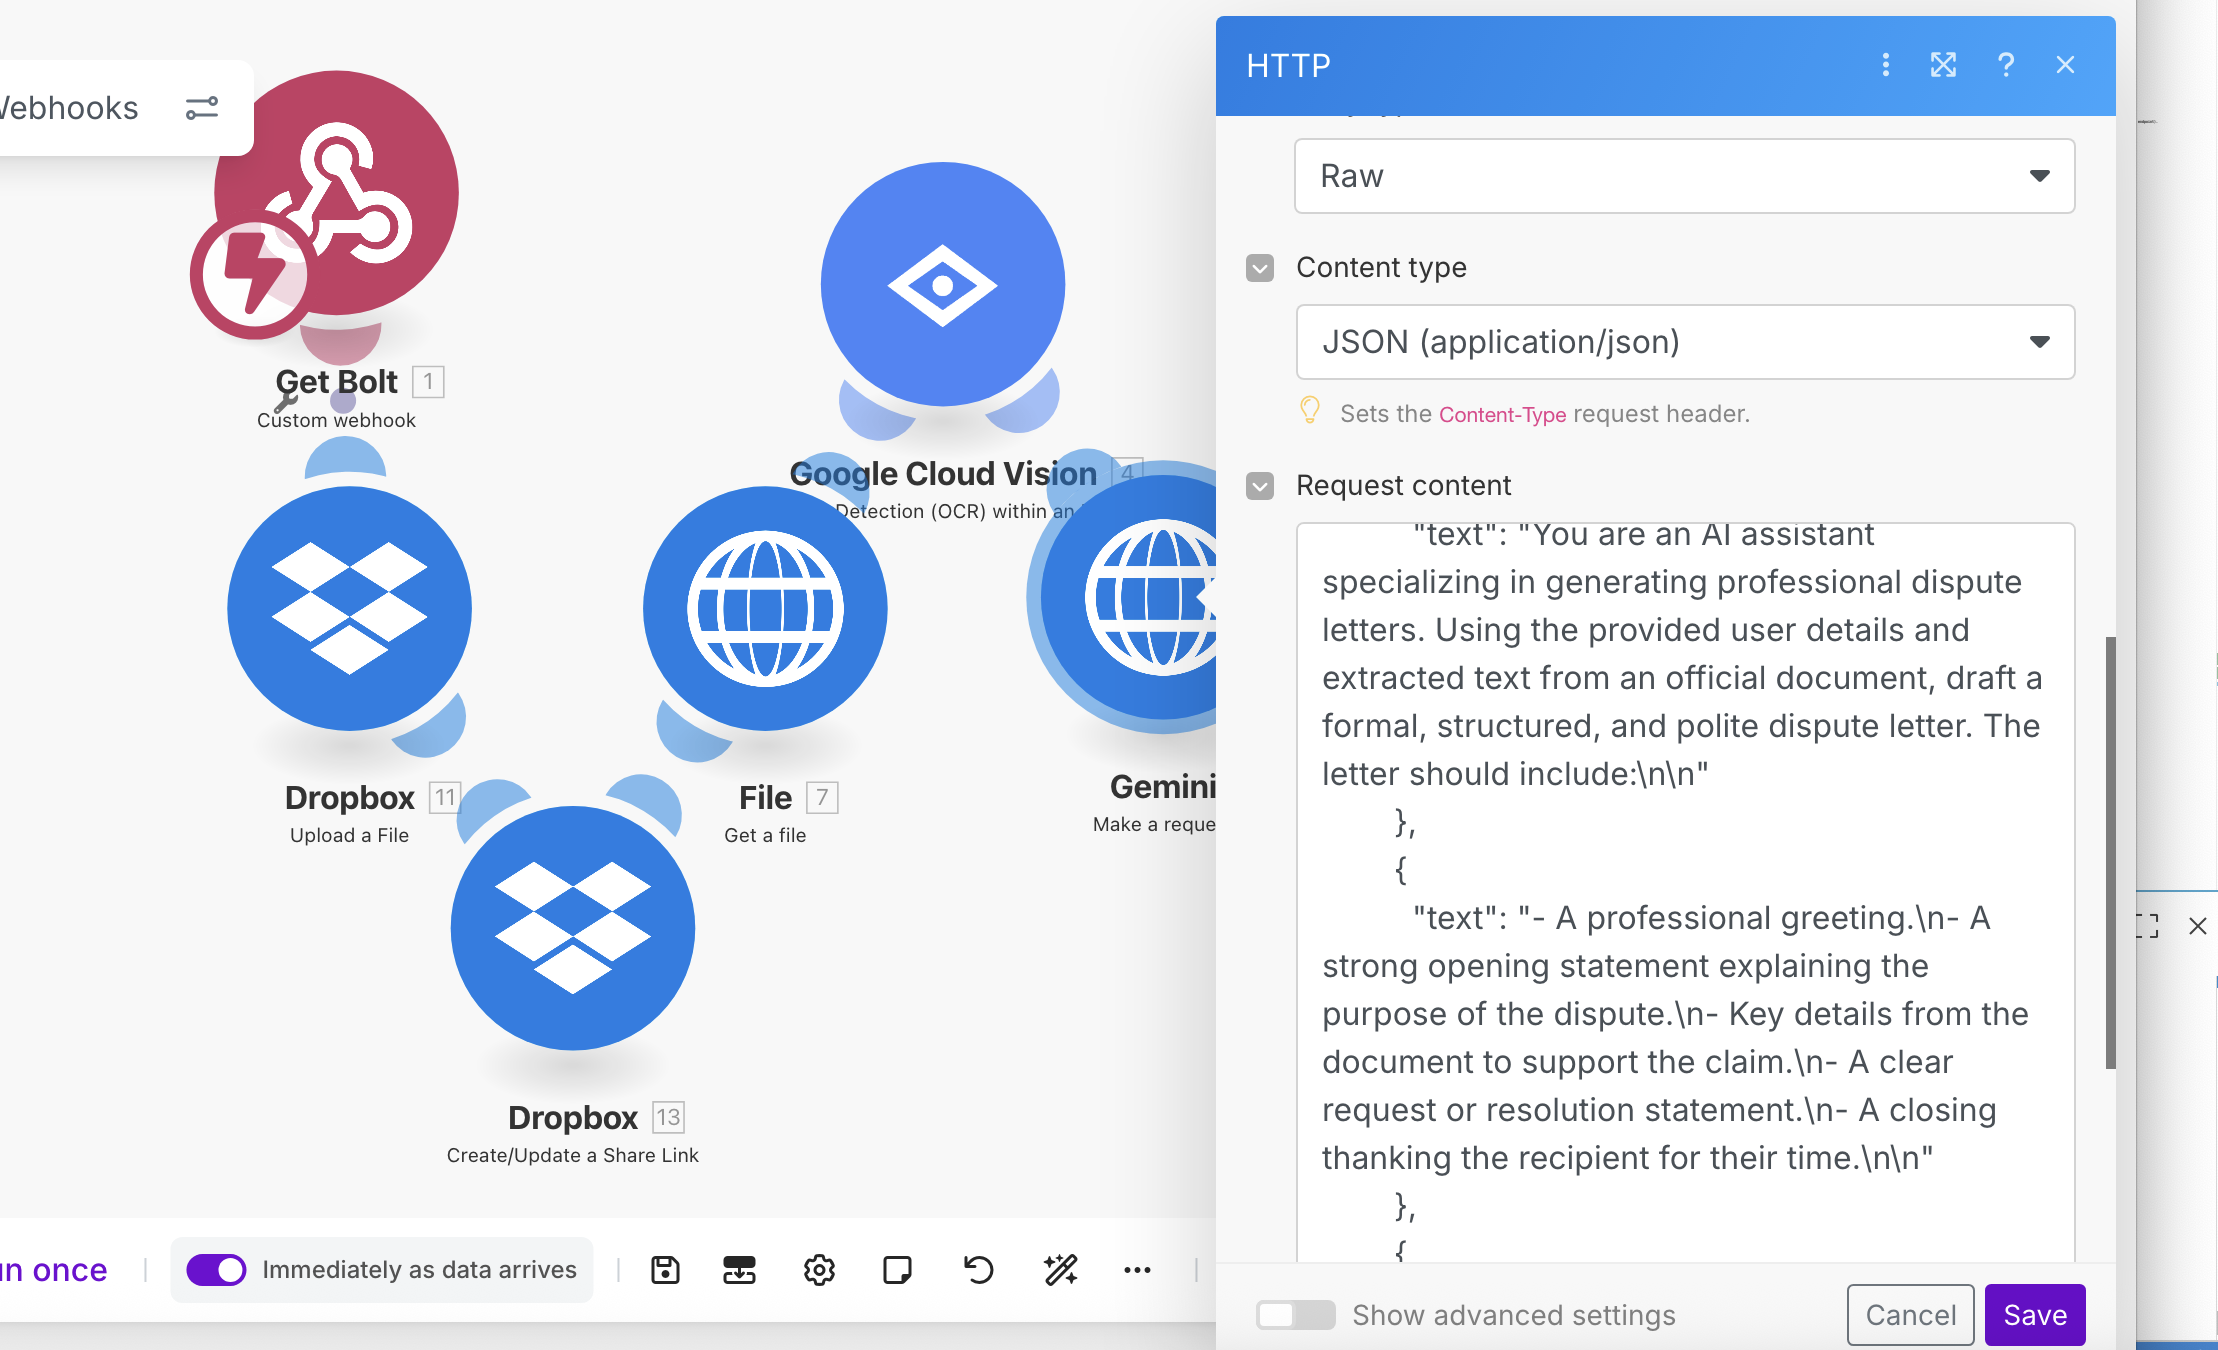 Webhooks
Get Bolt 1
Custom webhook
Google Cloud Vision 4
Detection (OCR) within an
Dropbox 11
Upload a File
File 7
Get a file
Gemini
Make a reque
Dropbox 13
Create/Update a Share Link
un once
Immediately as data arrives
HTTP
?
Raw
Content type
JSON (application/json)
Sets the Content-Type request header.
Request content
"text": "You are an AI assistant
specializing in generating professional dispute
letters. Using the provided user details and
extracted text from an official document, draft a
formal, structured, and polite dispute letter. The
letter should include:\n\n"
},
{
"text": "- A professional greeting.\n- A
strong opening statement explaining the
purpose of the dispute.\n- Key details from the
document to support the claim.\n- A clear
request or resolution statement.\n- A closing
thanking the recipient for their time.\n\n"
},
{
Show advanced settings
Cancel
Save